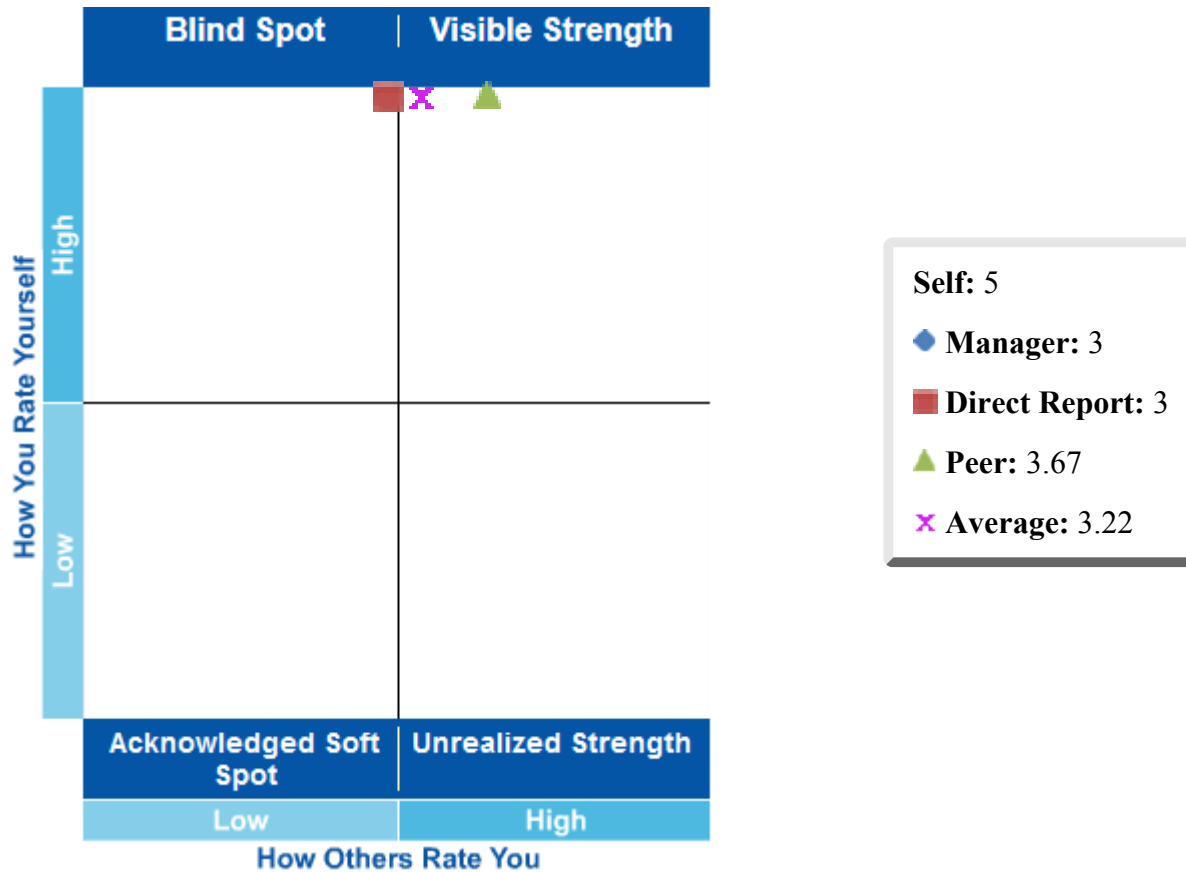 Blind Spot
Visible Strength
How You Rate Yourself
High
Low
Acknowledged Soft
Spot
Unrealized Strength
Low
High
How Others Rate You
Self: 5
Manager: 3
Direct Report: 3
Peer: 3.67
Average: 3.22